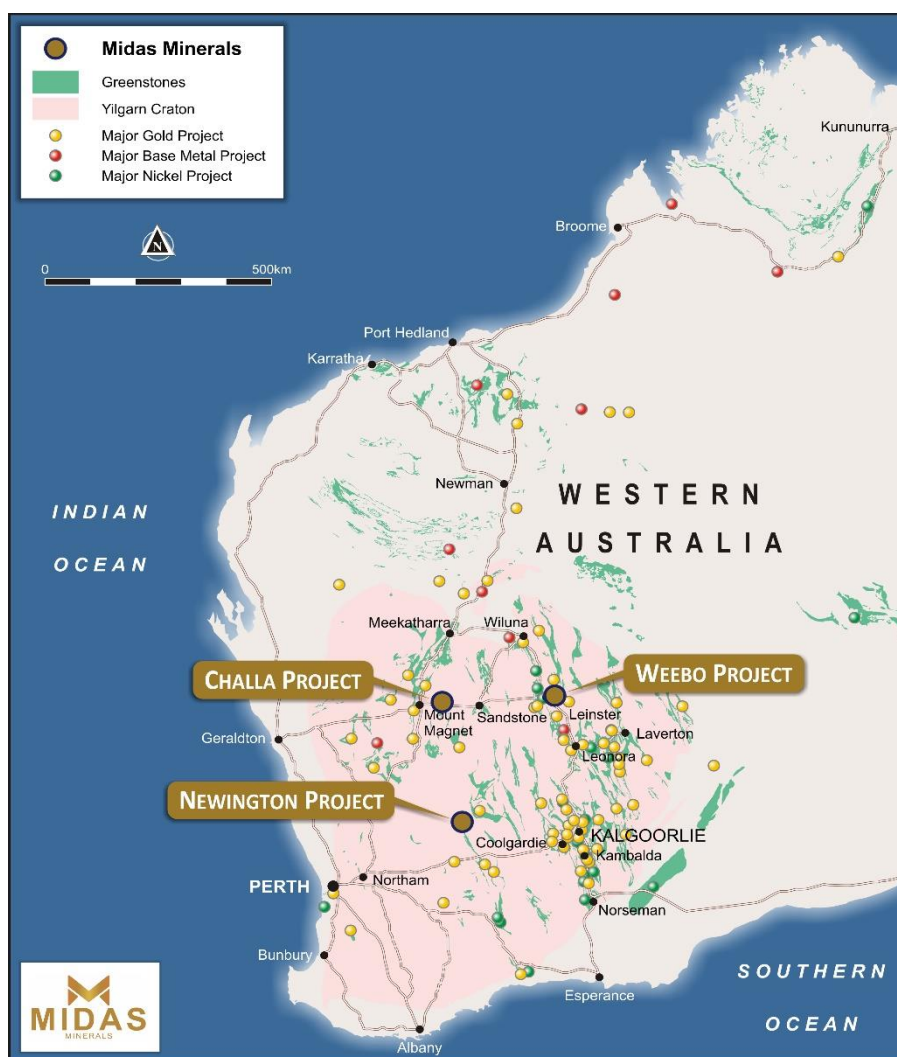 Midas Minerals
Greenstones
Yilgarn Craton
Major Gold Project
Major Base Metal Project
Major Nickel Project
N
0 500km
Kununurra
Broome
Port Hedland
Karratha
Newman
WESTERN
AUSTRALIA
INDIAN
OCEAN
Meekatharra
Wiluna
CHALLA PROJECT
WEEBO PROJECT
Mount
Magnet
Sandstone
Leinster
Geraldton
Laverton
Leonora
NEWINGTON PROJECT
KALGOORLIE
Coolgardie
Kambalda
PERTH
Northam
Norseman
Bunbury
Esperance
SOUTHERN
OCEAN
Albany
MIDAS
MINERALS